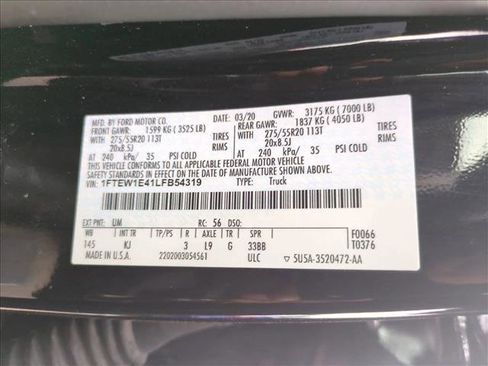 MFD. BY FORD MOTOR CO.
03/20 GVWR: 3175 KG ( 7000 LB)
FRONT GAWR: 1599 KG ( 3525 LB) REAR GAWR: 1837 KG ( 4050 LB)
WITH 275/55R20 113T TIRES WITH 275/55R20 113T TIRES
20x8.5J RIMS 20x8.5J RIMS
AT 240 kPa/ 35 PSI COLD AT 240 kPa/ 35 PSI COLD
THIS VEHICLE CONFORMS TO ALL APPLICABLE FEDERAL MOTOR VEHICLE
SAFETY STANDARDS IN EFFECT ON THE DATE OF MANUFACTURE SHOWN ABOVE.
VIN: 1FTEW1E41LFB54319 TYPE: Truck
EXT PNT: UM RC: 56 DSO: F0066
WB INT TR TP/PS R AXLE TR SPR T0376
145 KJ 3 L9 G 33BB
MADE IN U.S.A. 2202003054561 ULC 5U5A-3520472-AA